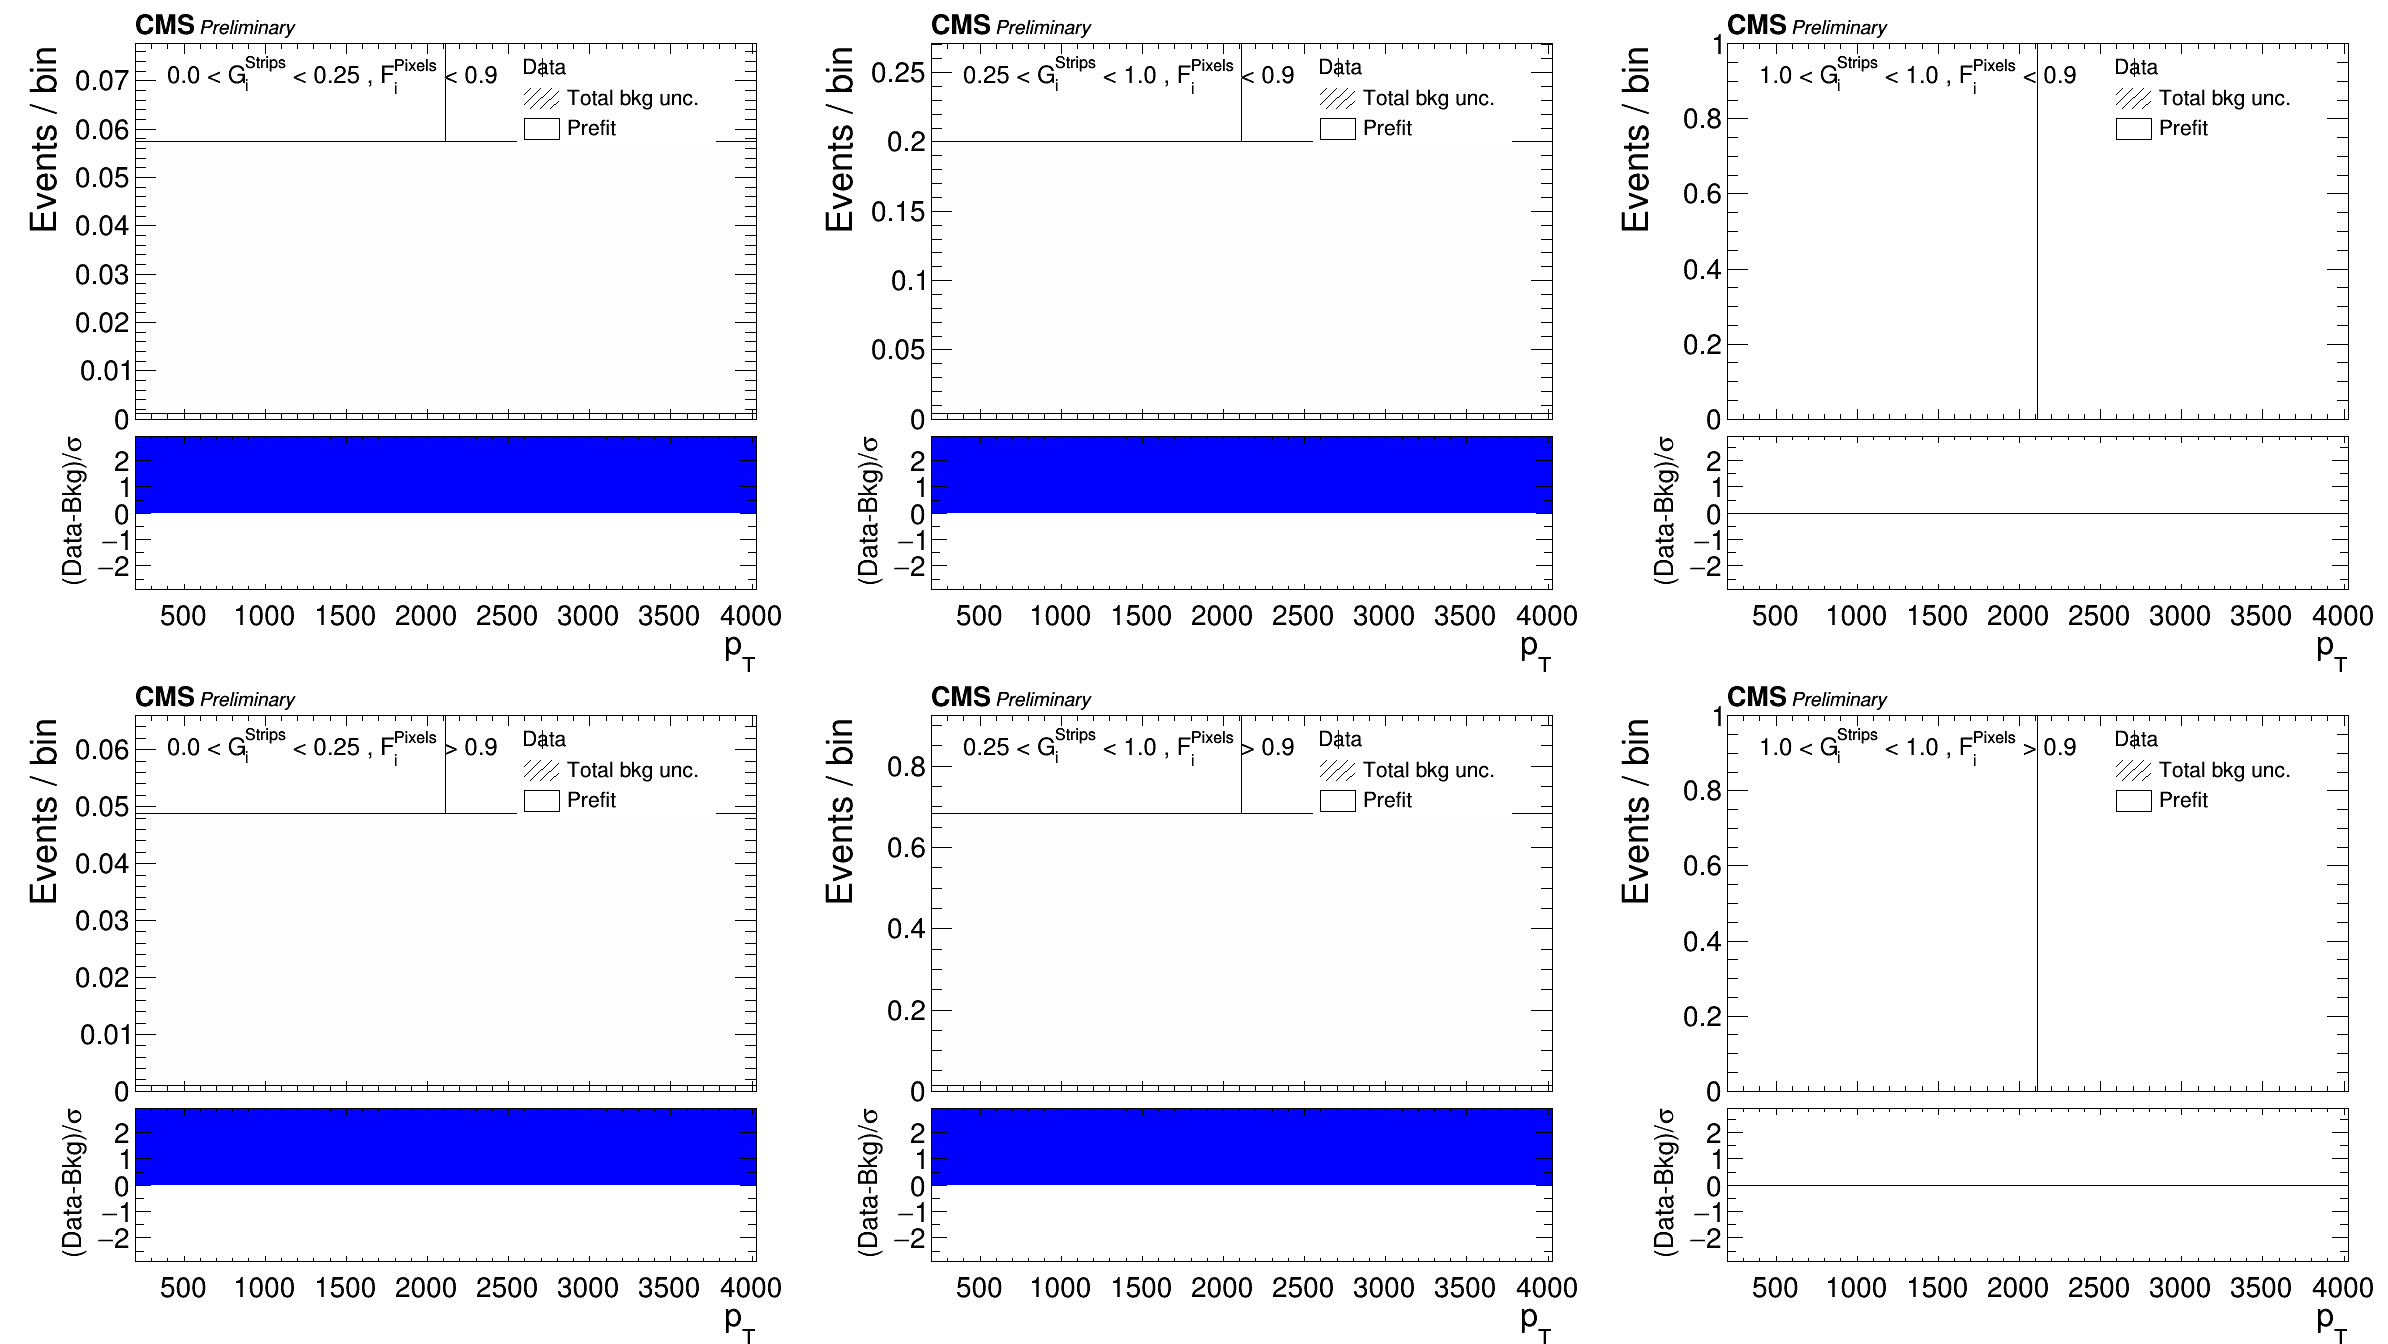 CMS Preliminary
Events / bin
0.0 < G_i^Strips < 0.25 , F_i^Pixels < 0.9
Data
Total bkg unc.
Prefit
0.07
0.06
0.05
0.04
0.03
0.02
0.01
0
(Data-Bkg)/σ
2
1
0
−1
−2
500 1000 1500 2000 2500 3000 3500 4000
p_T
CMS Preliminary
Events / bin
0.25 < G_i^Strips < 1.0 , F_i^Pixels < 0.9
Data
Total bkg unc.
Prefit
0.25
0.2
0.15
0.1
0.05
0
(Data-Bkg)/σ
2
1
0
−1
−2
500 1000 1500 2000 2500 3000 3500 4000
p_T
CMS Preliminary
Events / bin
1.0 < G_i^Strips < 1.0 , F_i^Pixels < 0.9
Data
Total bkg unc.
Prefit
1
0.8
0.6
0.4
0.2
0
(Data-Bkg)/σ
2
1
0
−1
−2
500 1000 1500 2000 2500 3000 3500 4000
p_T
CMS Preliminary
Events / bin
0.0 < G_i^Strips < 0.25 , F_i^Pixels > 0.9
Data
Total bkg unc.
Prefit
0.06
0.05
0.04
0.03
0.02
0.01
0
(Data-Bkg)/σ
2
1
0
−1
−2
500 1000 1500 2000 2500 3000 3500 4000
p_T
CMS Preliminary
Events / bin
0.25 < G_i^Strips < 1.0 , F_i^Pixels > 0.9
Data
Total bkg unc.
Prefit
0.8
0.6
0.4
0.2
0
(Data-Bkg)/σ
2
1
0
−1
−2
500 1000 1500 2000 2500 3000 3500 4000
p_T
CMS Preliminary
Events / bin
1.0 < G_i^Strips < 1.0 , F_i^Pixels > 0.9
Data
Total bkg unc.
Prefit
1
0.8
0.6
0.4
0.2
0
(Data-Bkg)/σ
2
1
0
−1
−2
500 1000 1500 2000 2500 3000 3500 4000
p_T